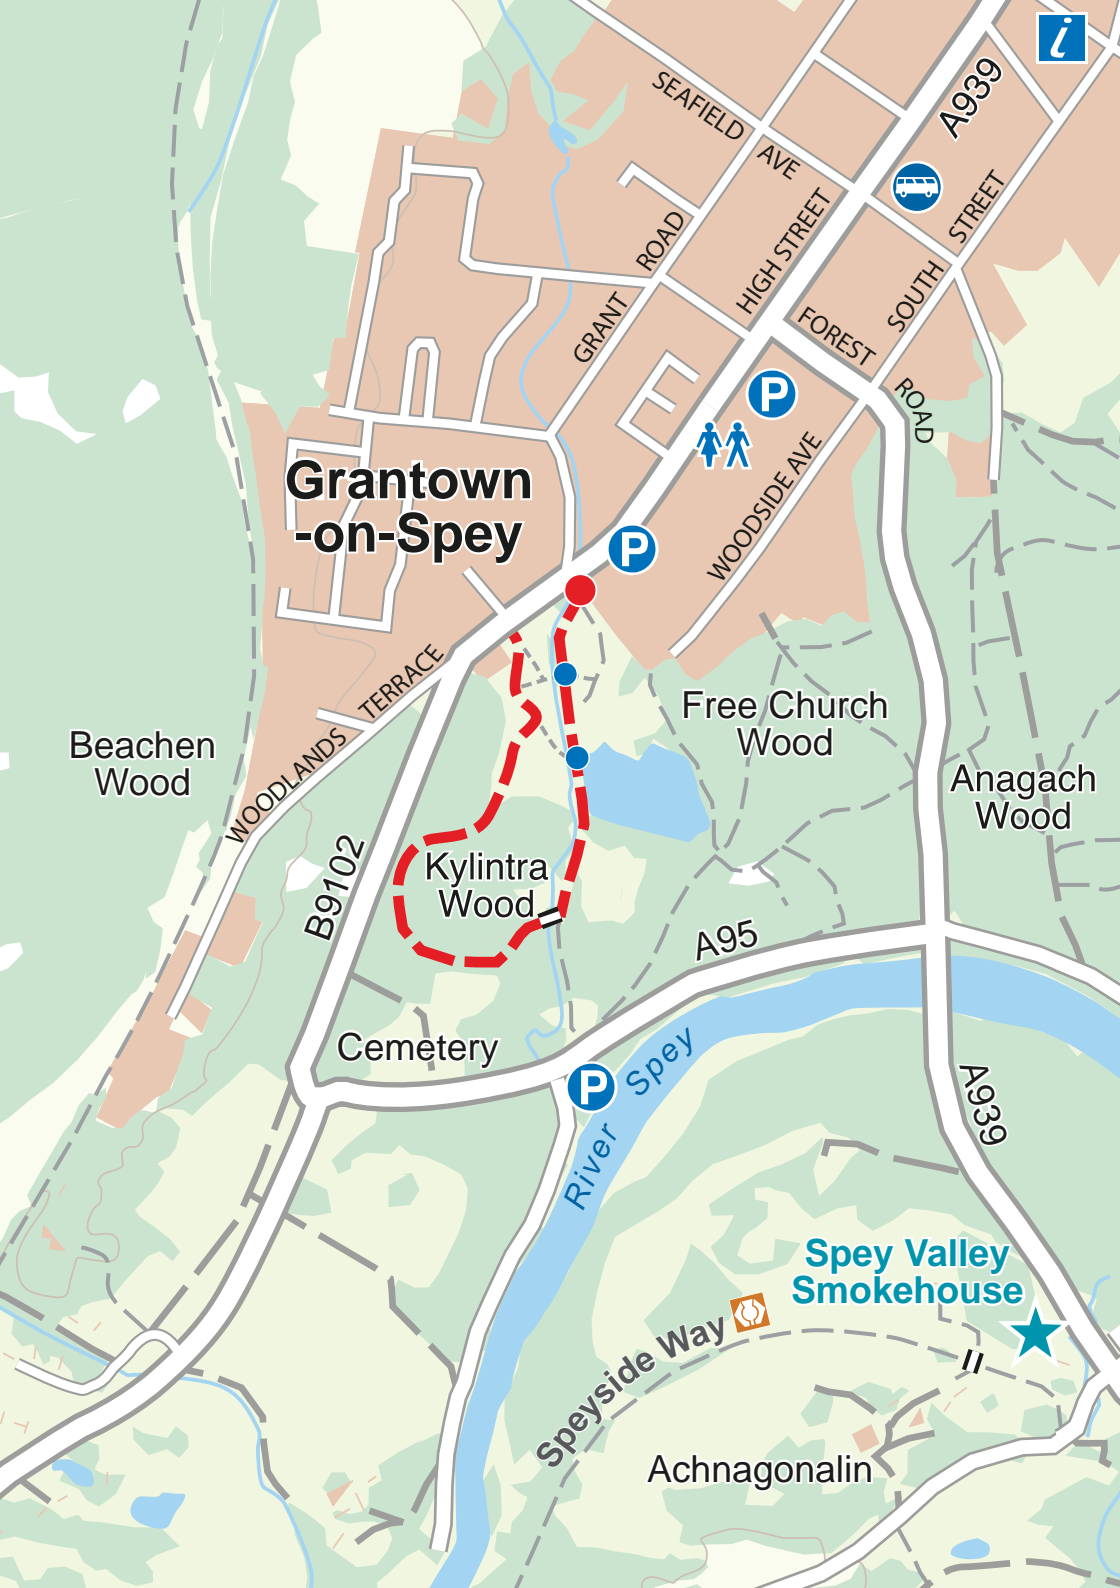 i
A939
SEAFIELD
AVE
STREET
ROAD
HIGH STREET
SOUTH
GRANT
FOREST
ROAD
P
WOODSIDE AVE
Grantown
-on-Spey
P
TERRACE
WOODLANDS
Free Church
Wood
Beachen
Wood
Anagach
Wood
B9102
Kylintra
Wood
A95
Cemetery
P
River Spey
A939
Spey Valley
Smokehouse
Speyside Way
Achnagonalin